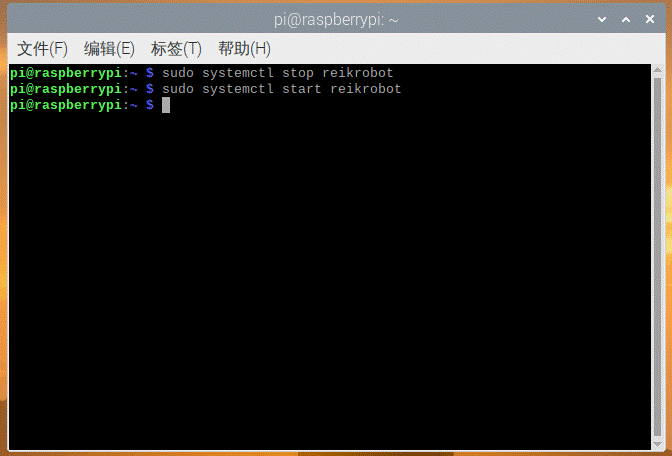 pi@raspberrypi: ~
文件(F) 编辑(E) 标签(T) 帮助(H)
pi@raspberrypi:~ $ sudo systemctl stop reikrobot
pi@raspberrypi:~ $ sudo systemctl start reikrobot
pi@raspberrypi:~ $